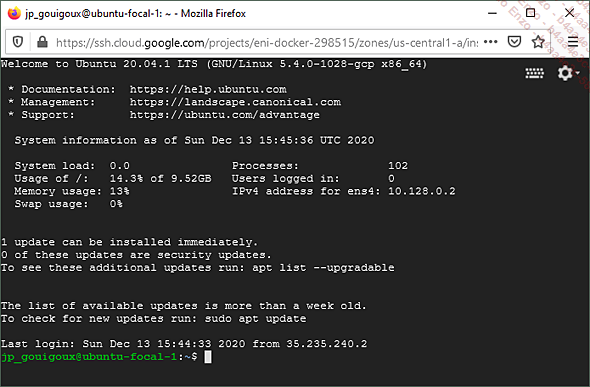 jp_gouigoux@ubuntu-focal-1: ~ - Mozilla Firefox
https://ssh.cloud.google.com/projects/eni-docker-298515/zones/us-central1-a/ins
Welcome to Ubuntu 20.04.1 LTS (GNU/Linux 5.4.0-1028-gcp x86_64)
* Documentation: https://help.ubuntu.com
* Management: https://landscape.canonical.com
* Support: https://ubuntu.com/advantage
System information as of Sun Dec 13 15:45:36 UTC 2020
System load: 0.0 Processes: 102
Usage of /: 14.3% of 9.52GB Users logged in: 0
Memory usage: 13% IPv4 address for ens4: 10.128.0.2
Swap usage: 0%
1 update can be installed immediately.
0 of these updates are security updates.
To see these additional updates run: apt list --upgradable
The list of available updates is more than a week old.
To check for new updates run: sudo apt update
Last login: Sun Dec 13 15:44:33 2020 from 35.235.240.2
jp_gouigoux@ubuntu-focal-1:~$